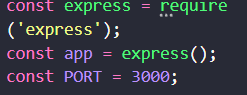 const express = require
('express');
const app = express();
const PORT = 3000;